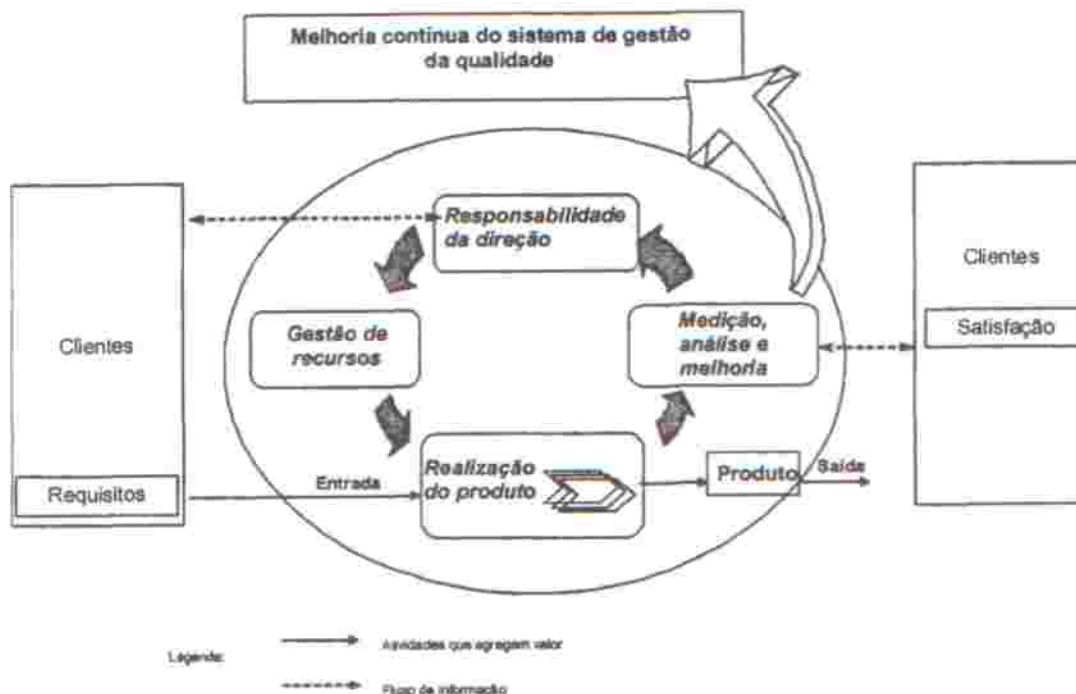 Melhoria contínua do sistema de gestão
da qualidade
Responsabilidade
da direção
Clientes
Gestão de
recursos
Medição,
análise e
melhoria
Clientes
Satisfação
Requisitos
Entrada
Realização
do produto
Produto
Saída
Legenda:
Atividades que agregam valor
Fluxo de informação